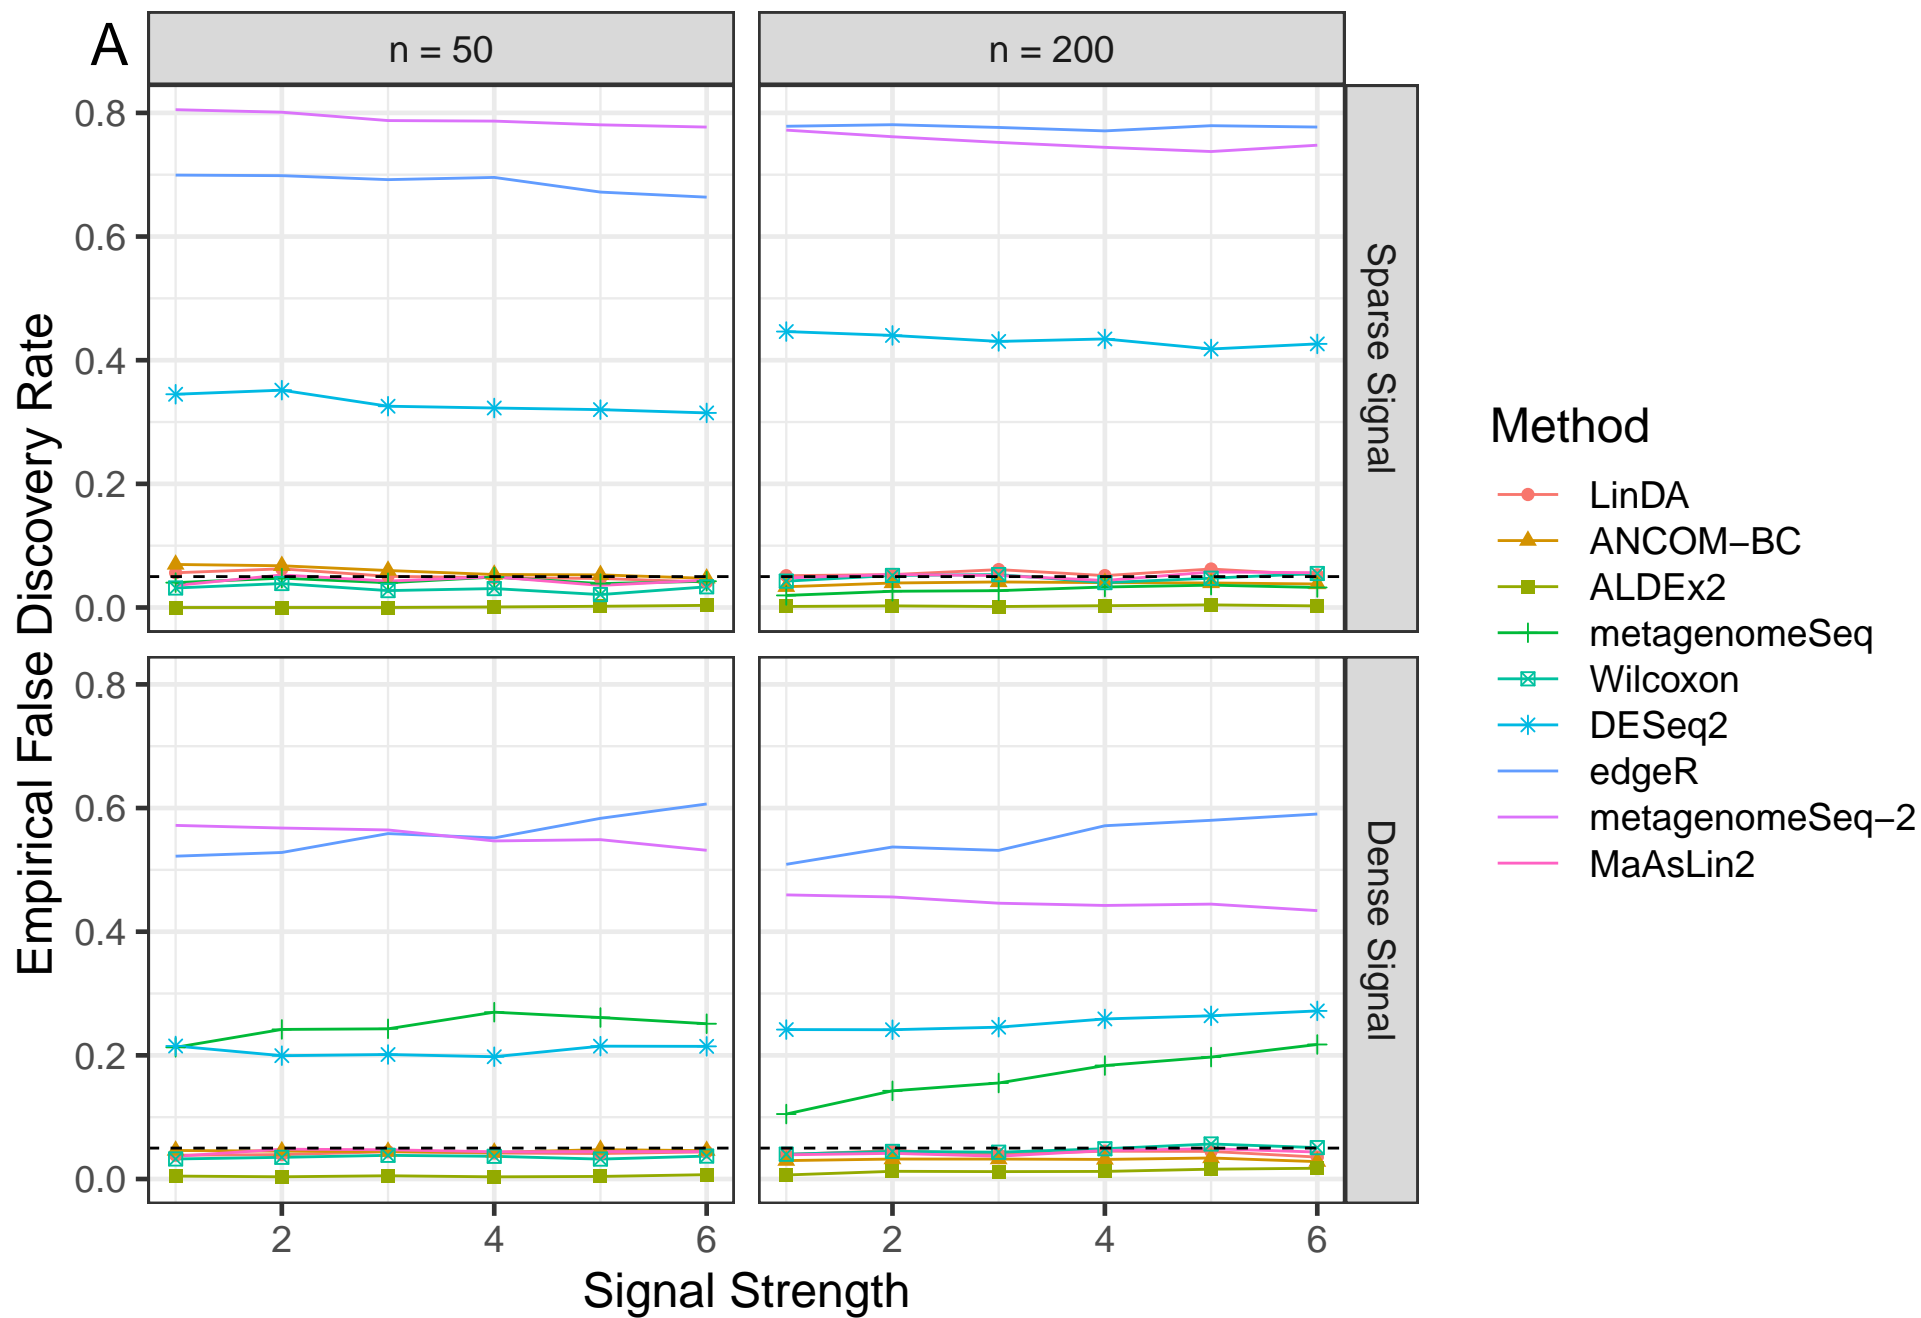 A
n = 50
n = 200
0.8
0.6
0.4
0.2
0.0
Sparse Signal
0.8
0.6
0.4
0.2
0.0
Dense Signal
2
4
6
2
4
6
Empirical False Discovery Rate
Signal Strength
Method
LinDA
ANCOM−BC
ALDEx2
metagenomeSeq
Wilcoxon
DESeq2
edgeR
metagenomeSeq−2
MaAsLin2